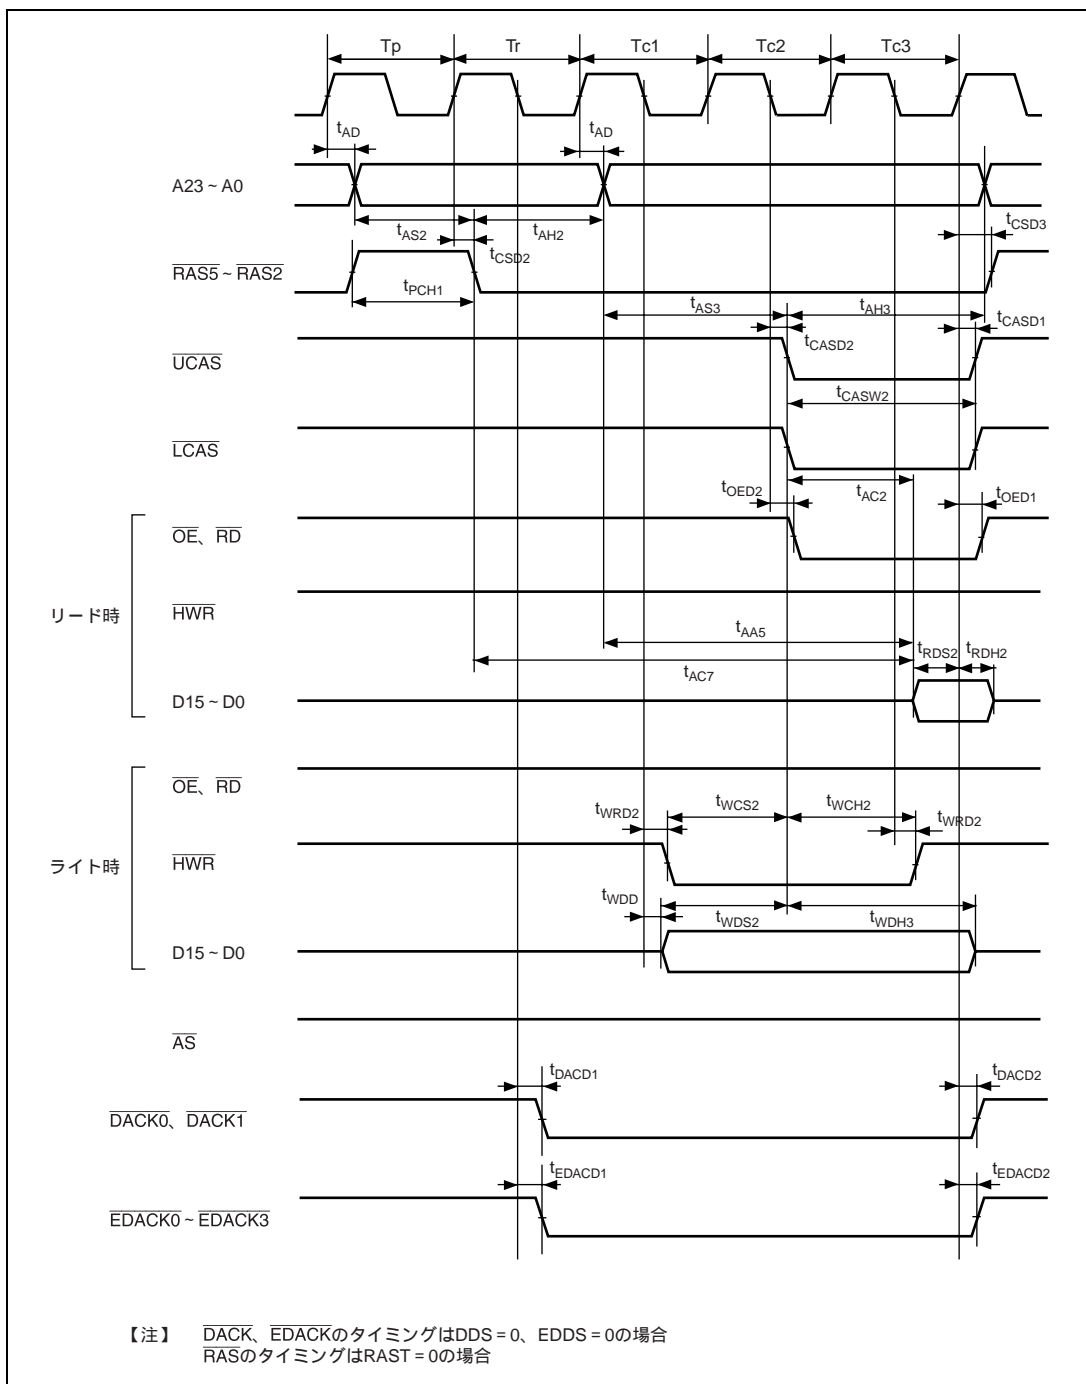 Tp Tr Tc1 Tc2 Tc3
tAD tAD
A23 ~ A0
tAS2 tAH2 tCSD3
tCSD2
RAS5 ~ RAS2
tPCH1
tAS3 tAH3
tCASD1
tCASD2
UCAS
tCASW2
LCAS
tOED2 tAC2 tOED1
OE、RD
リード時 HWR
tAA5
tRDS2 tRDH2
tAC7
D15 ~ D0
OE、RD
tWRD2 tWCS2 tWCH2
tWRD2
ライト時 HWR
tWDD
tWDS2 tWDH3
D15 ~ D0
AS
tDACD1 tDACD2
DACK0、DACK1
tEDACD1 tEDACD2
EDACK0 ~ EDACK3
【注】 DACK、EDACKのタイミングはDDS = 0、EDDS = 0の場合
RASのタイミングはRAST = 0の場合